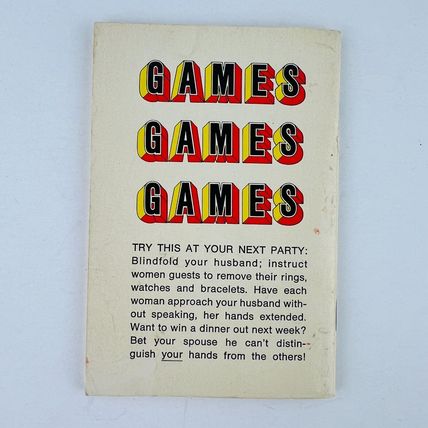 GAMES
GAMES
GAMES
TRY THIS AT YOUR NEXT PARTY:
Blindfold your husband; instruct
women guests to remove their rings,
watches and bracelets. Have each
woman approach your husband with-
out speaking, her hands extended.
Want to win a dinner out next week?
Bet your spouse he can't distin-
guish your hands from the others!